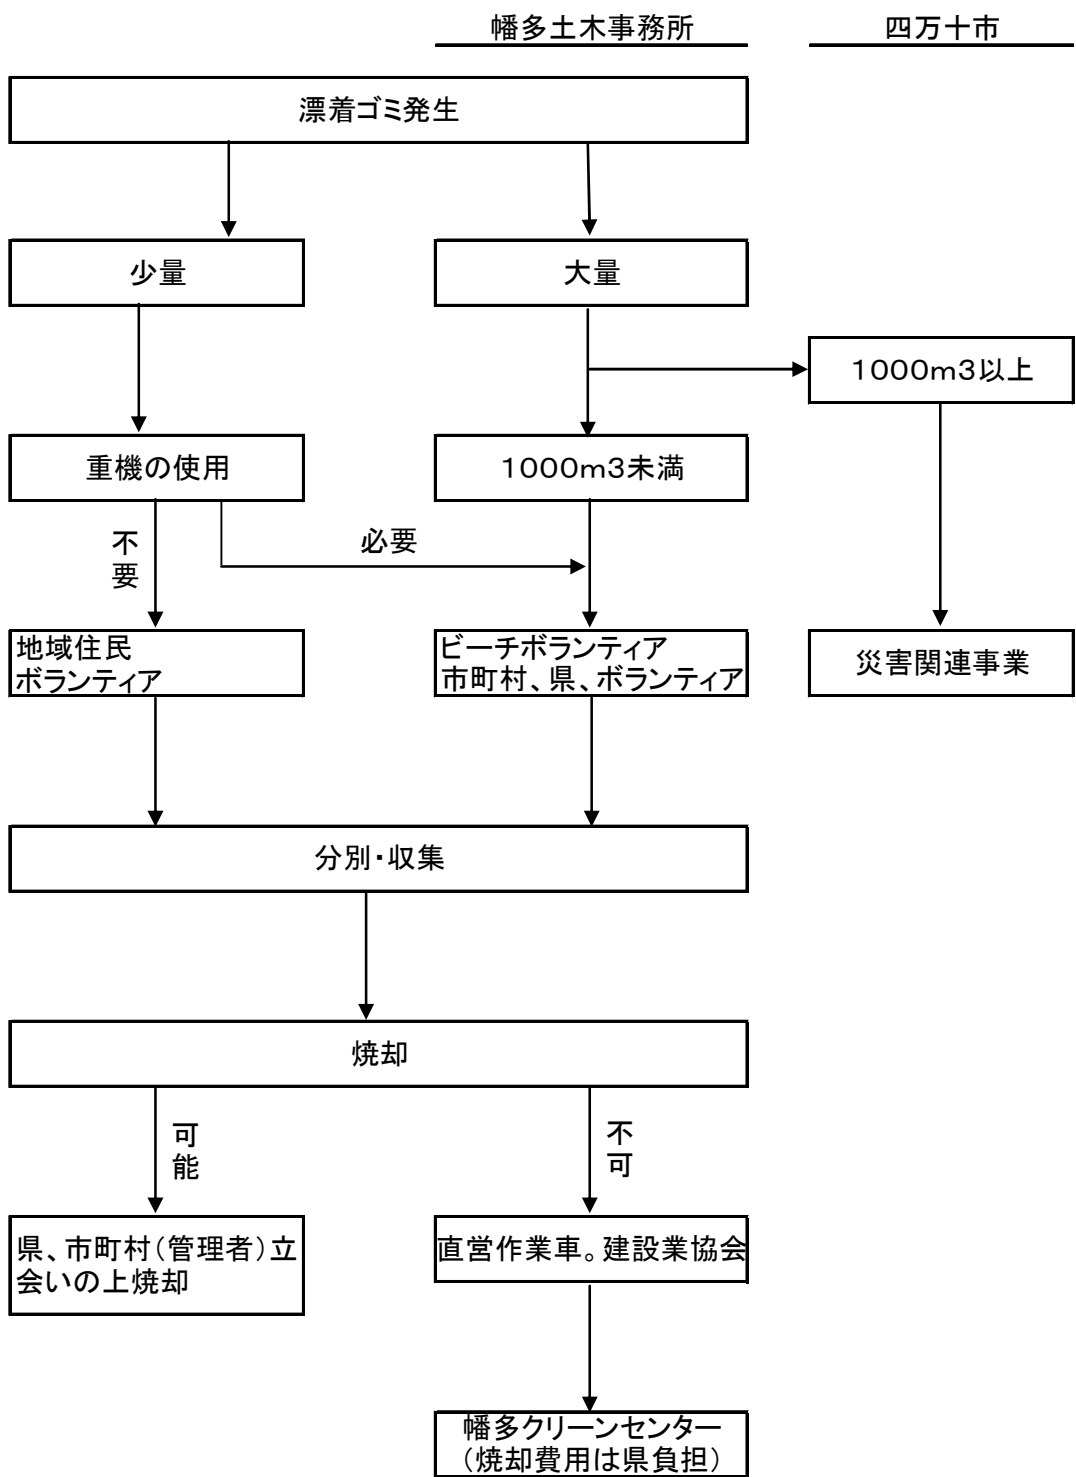 幡多土木事務所
四万十市
漂着ゴミ発生
少量
大量
1000m3以上
重機の使用
1000m3未満
不要
必要
地域住民
ボランティア
ビーチボランティア
市町村、県、ボランティア
災害関連事業
分別・収集
焼却
可能
不可
県、市町村(管理者)立
会いの上焼却
直営作業車。建設業協会
幡多クリーンセンター
(焼却費用は県負担)